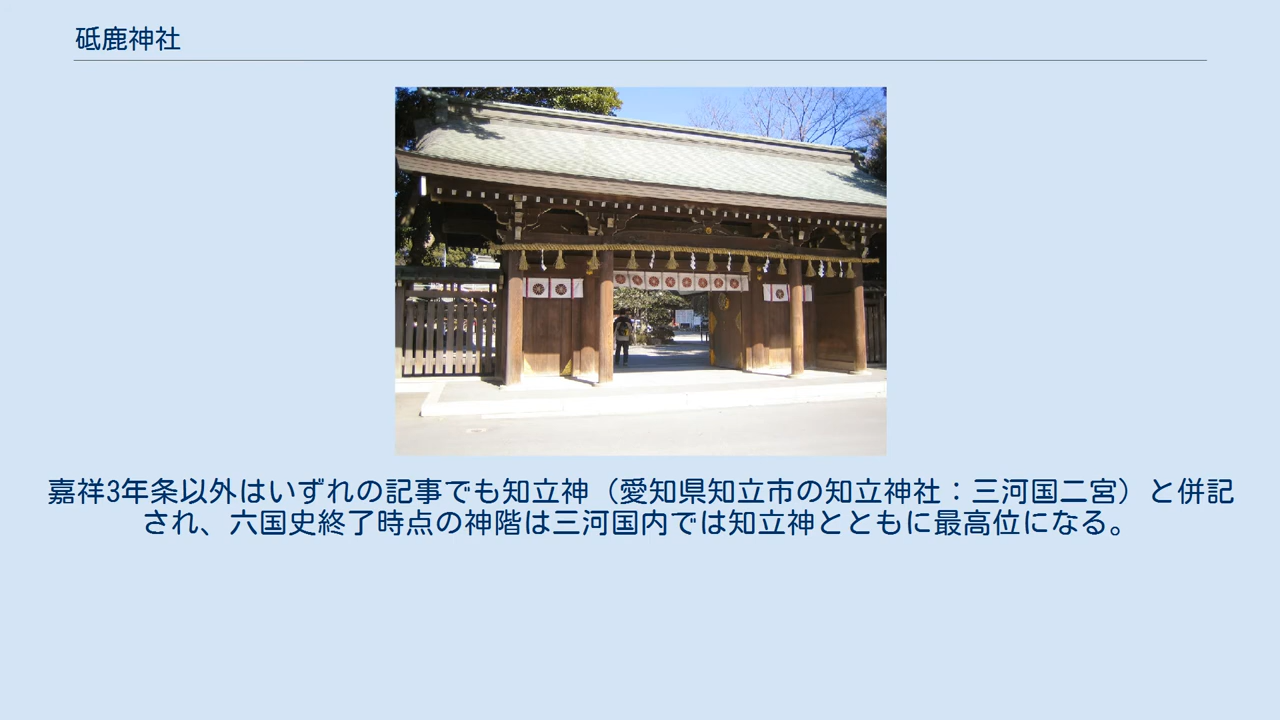 砥鹿神社
嘉祥3年条以外はいずれの記事でも知立神（愛知県知立市の知立神社：三河国二宮）と併記
され、六国史終了時点の神階は三河国内では知立神とともに最高位になる。